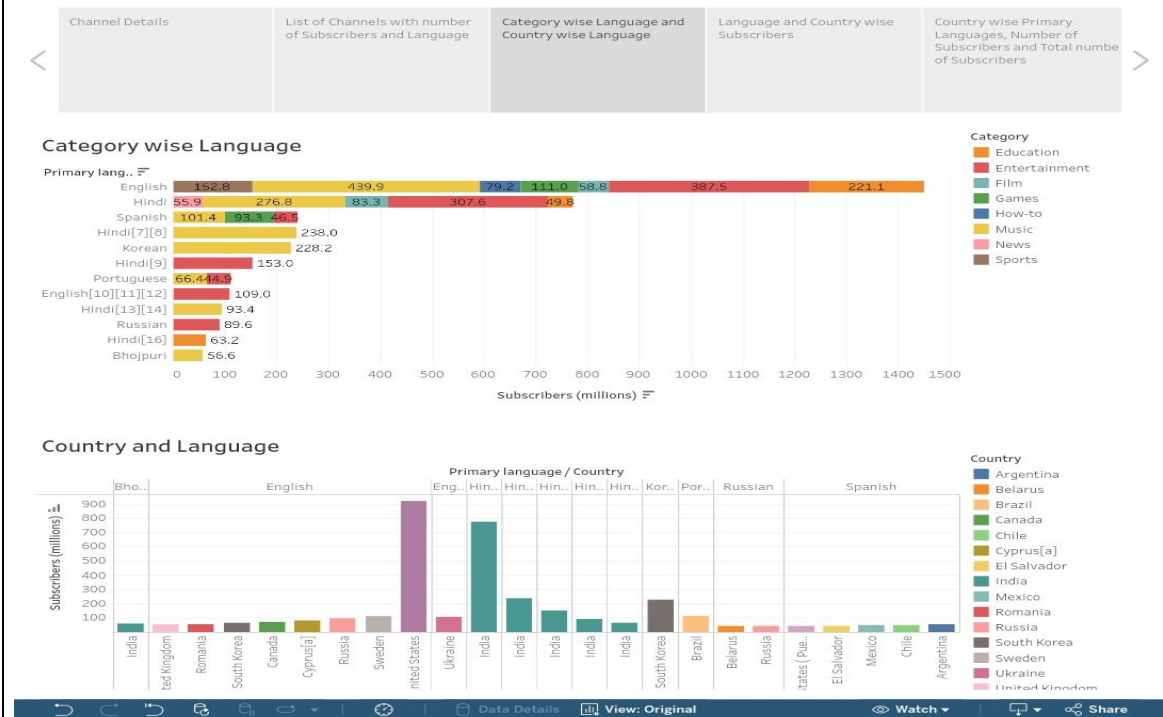 Channel Details
List of Channels with number
of Subscribers and Language
Category wise Language and
Country wise Language
Language and Country wise
Subscribers
Country wise Primary
Languages, Number of
Subscribers and Total numbe
of Subscribers
Category wise Language
Primary lang..
English 152.8 439.9 79.2 111.0 58.8 387.5 221.1
Hindi 55.9 276.8 83.3 307.6 49.8
Spanish 101.4 93.3 46.5
Hindi[7][8] 238.0
Korean 228.2
Hindi[9] 153.0
Portuguese 66.4 44.9
English[10][11][12] 109.0
Hindi[13][14] 93.4
Russian 89.6
Hindi[16] 63.2
Bhojpuri 56.6
0 100 200 300 400 500 600 700 800 900 1000 1100 1200 1300 1400 1500
Subscribers (millions)
Category
Education
Entertainment
Film
Games
How-to
Music
News
Sports
Country and Language
Primary language / Country
Bho.. English Eng.. Hin.. Hin.. Hin.. Hin.. Hin.. Kor.. Por.. Russian Spanish
Subscribers (millions)
900
800
700
600
500
400
300
200
100
India
ted Kingdom
Romania
South Korea
Canada
Cyprus[a]
Russia
Sweden
nited States
Ukraine
India
India
India
India
India
South Korea
Brazil
Belarus
Russia
States (Pue..
El Salvador
Mexico
Chile
Argentina
Country
Argentina
Belarus
Brazil
Canada
Chile
Cyprus[a]
El Salvador
India
Mexico
Romania
Russia
South Korea
Sweden
Ukraine
United Kingdom
Data Details View: Original Watch Share